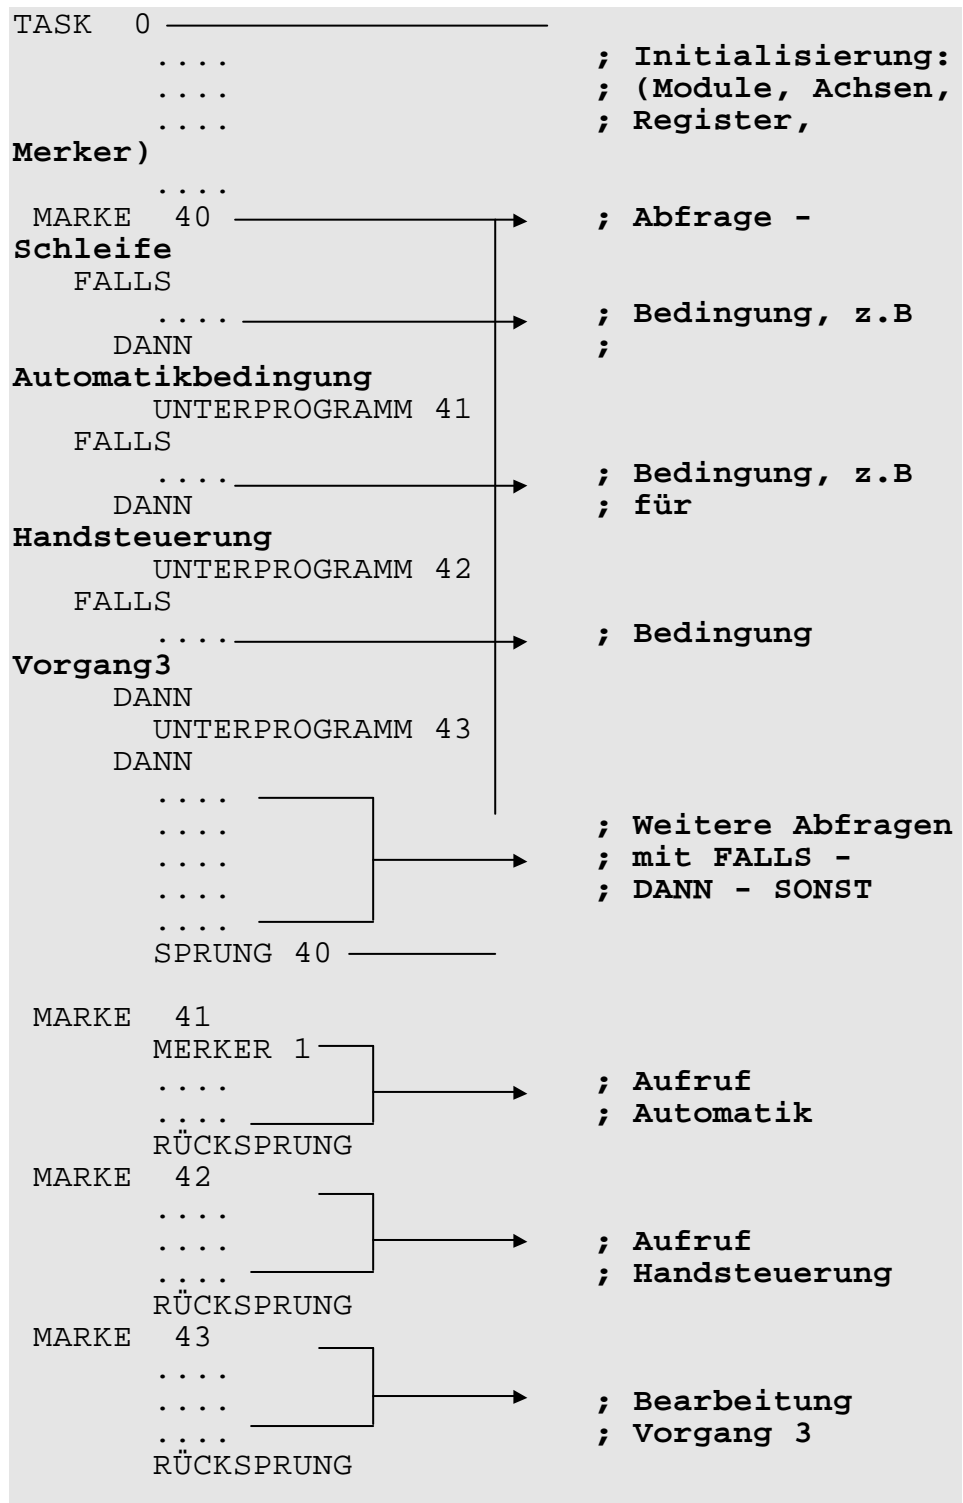 TASK 0
.... ; Initialisierung:
.... ; (Module, Achsen,
.... ; Register,
Merker)
....
MARKE 40 ; Abfrage -
Schleife
FALLS
.... ; Bedingung, z.B
DANN ;
Automatikbedingung
UNTERPROGRAMM 41
FALLS
.... ; Bedingung, z.B
DANN ; für
Handsteuerung
UNTERPROGRAMM 42
FALLS
.... ; Bedingung
Vorgang3
DANN
UNTERPROGRAMM 43
DANN
....
.... ; Weitere Abfragen
.... ; mit FALLS -
.... ; DANN - SONST
....
SPRUNG 40
MARKE 41
MERKER 1
.... ; Aufruf
.... ; Automatik
RÜCKSPRUNG
MARKE 42
....
.... ; Aufruf
.... ; Handsteuerung
RÜCKSPRUNG
MARKE 43
....
.... ; Bearbeitung
.... ; Vorgang 3
RÜCKSPRUNG